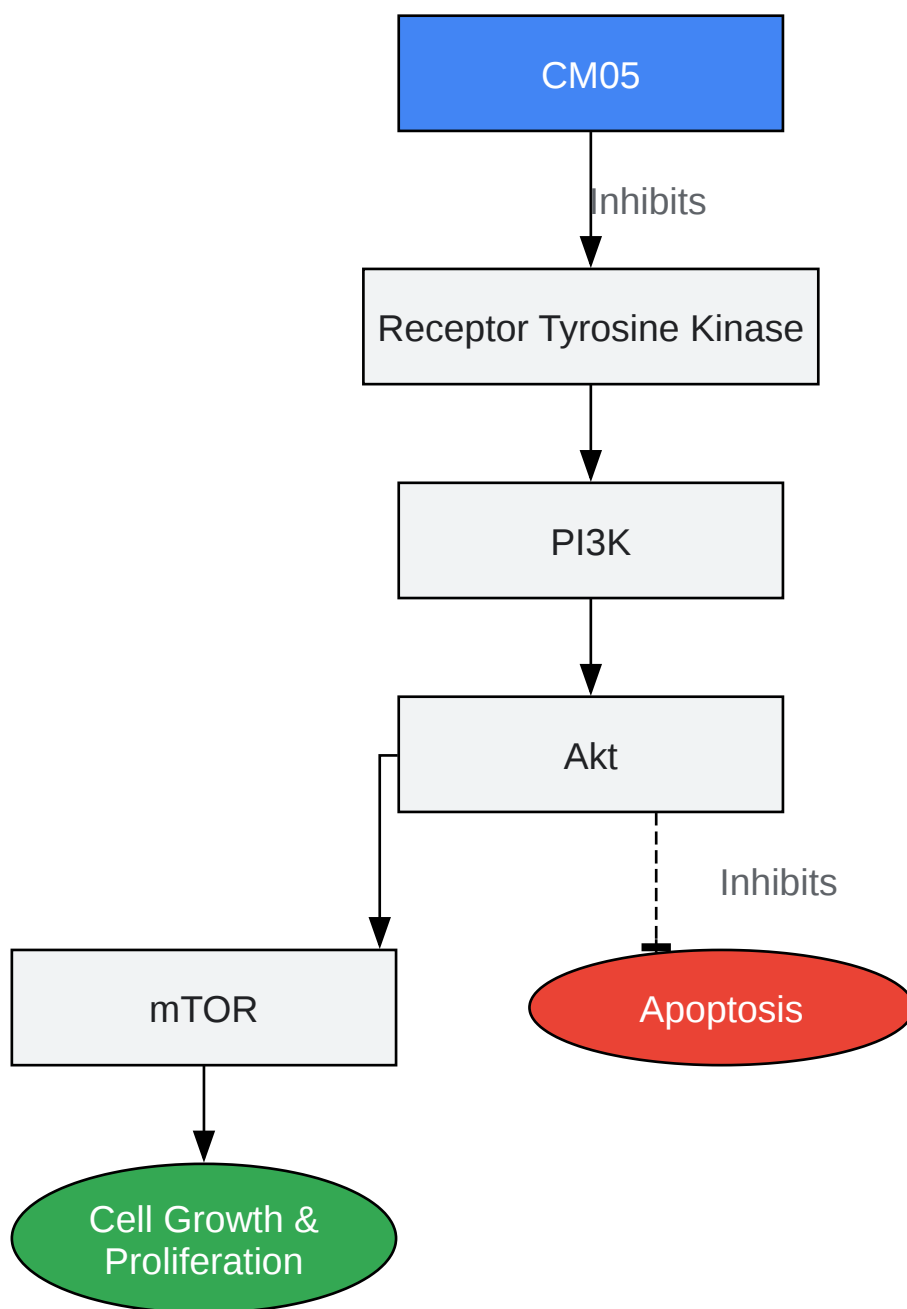 CM05
Inhibits
Receptor Tyrosine Kinase
PI3K
Akt
Inhibits
mTOR
Apoptosis
Cell Growth &
Proliferation